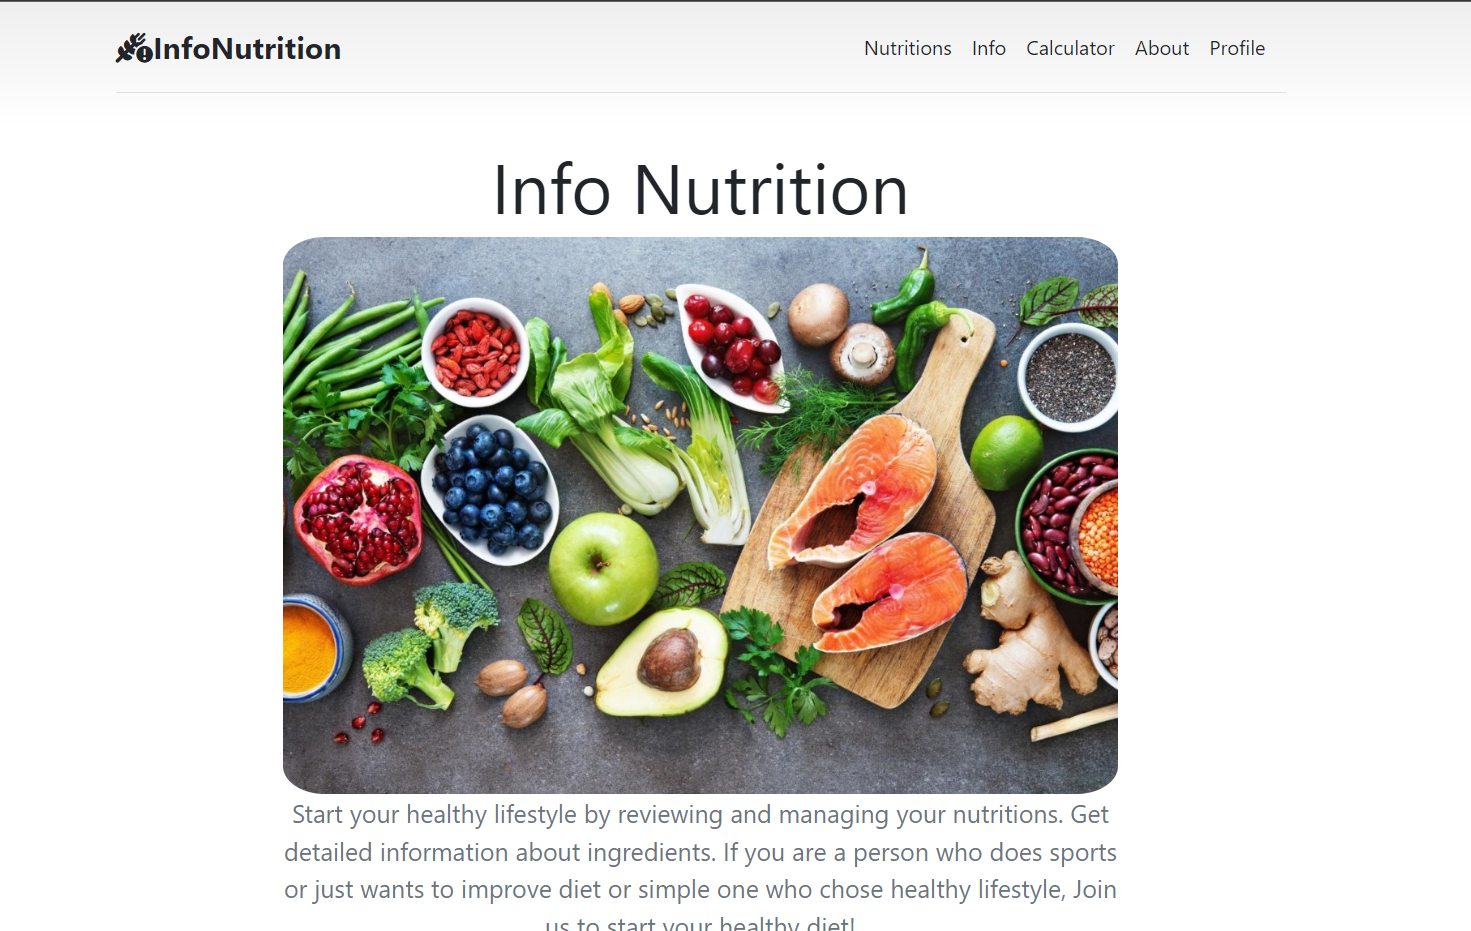 InfoNutrition
Nutritions Info Calculator About Profile
Info Nutrition
Start your healthy lifestyle by reviewing and managing your nutritions. Get
detailed information about ingredients. If you are a person who does sports
or just wants to improve diet or simple one who chose healthy lifestyle, Join
us to start your healthy diet!